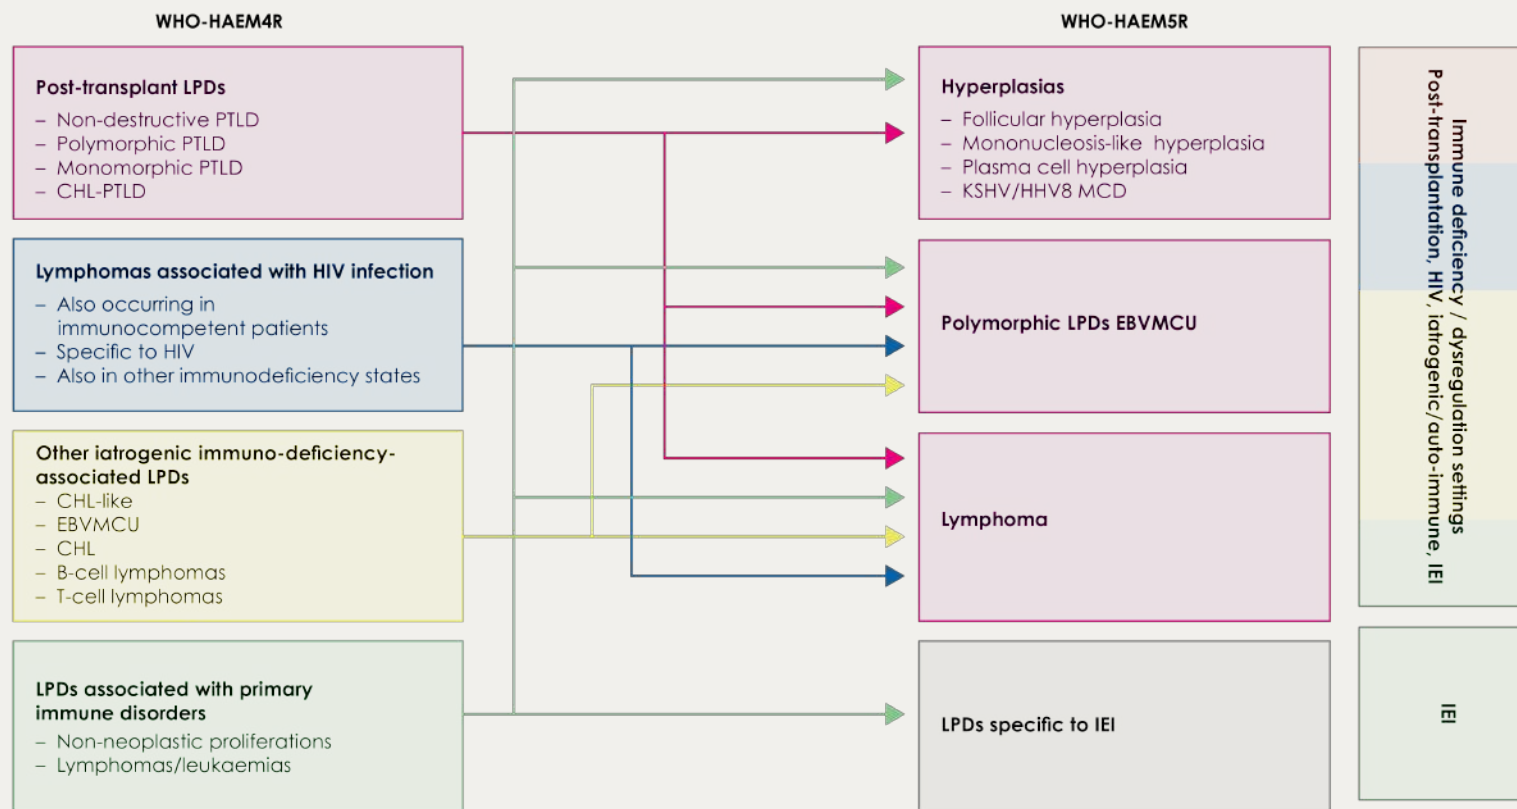 WHO-HAEM4R
WHO-HAEM5R
Post-transplant LPDs
– Non-destructive PTLD
– Polymorphic PTLD
– Monomorphic PTLD
– CHL-PTLD
Lymphomas associated with HIV infection
– Also occurring in
immunocompetent patients
– Specific to HIV
– Also in other immunodeficiency states
Other iatrogenic immuno-deficiency-
associated LPDs
– CHL-like
– EBVMCU
– CHL
– B-cell lymphomas
– T-cell lymphomas
LPDs associated with primary
immune disorders
– Non-neoplastic proliferations
– Lymphomas/leukaemias
Hyperplasias
– Follicular hyperplasia
– Mononucleosis-like hyperplasia
– Plasma cell hyperplasia
– KSHV/HHV8 MCD
Polymorphic LPDs EBVMCU
Lymphoma
LPDs specific to IEI
Immune deficiency / dysregulation settings
Post-transplantation, HIV, iatrogenic/auto-immune, IEI
IEI